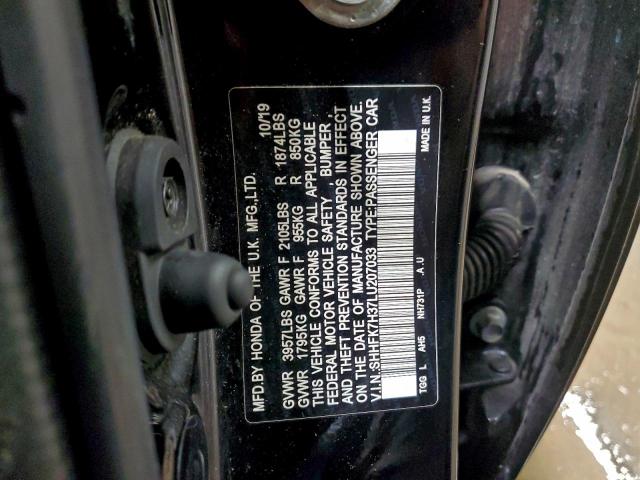 MFD.BY HONDA OF THE U.K. MFG.,LTD. 10/19
GVWR 3957LBS GAWR F 2105LBS R 1874LBS
GVWR 1795KG GAWR F 955KG R 850KG
THIS VEHICLE CONFORMS TO ALL APPLICABLE
FEDERAL MOTOR VEHICLE SAFETY , BUMPER ,
AND THEFT PREVENTION STANDARDS IN EFFECT
ON THE DATE OF MANUFACTURE SHOWN ABOVE.
V.I.N.:SHHFK7H37LU207033 TYPE:PASSENGER CAR
TGG L AH5 NH731P .A .U MADE IN U.K.